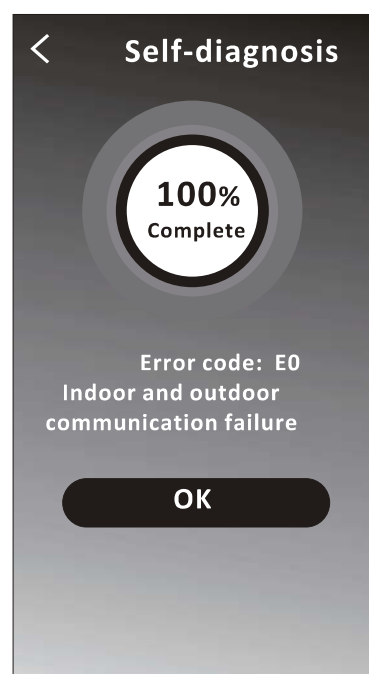 Self-diagnosis
100%
Complete
Error code: E0
Indoor and outdoor
communication failure
OK